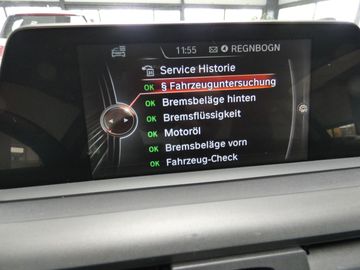 11:55 4 REGNBOGN
Service Historie
OK § Fahrzeuguntersuchung
OK Bremsbeläge hinten
OK Bremsflüssigkeit
OK Motoröl
OK Bremsbeläge vorn
OK Fahrzeug-Check